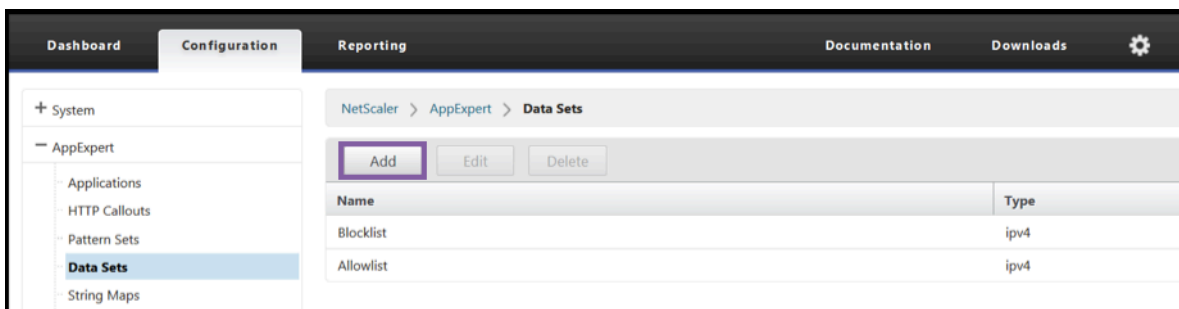 Dashboard Configuration Reporting Documentation Downloads
+ System
NetScaler > AppExpert > Data Sets
− AppExpert
Add Edit Delete
Applications
Name Type
HTTP Callouts
Blocklist ipv4
Pattern Sets
Data Sets
Allowlist ipv4
String Maps